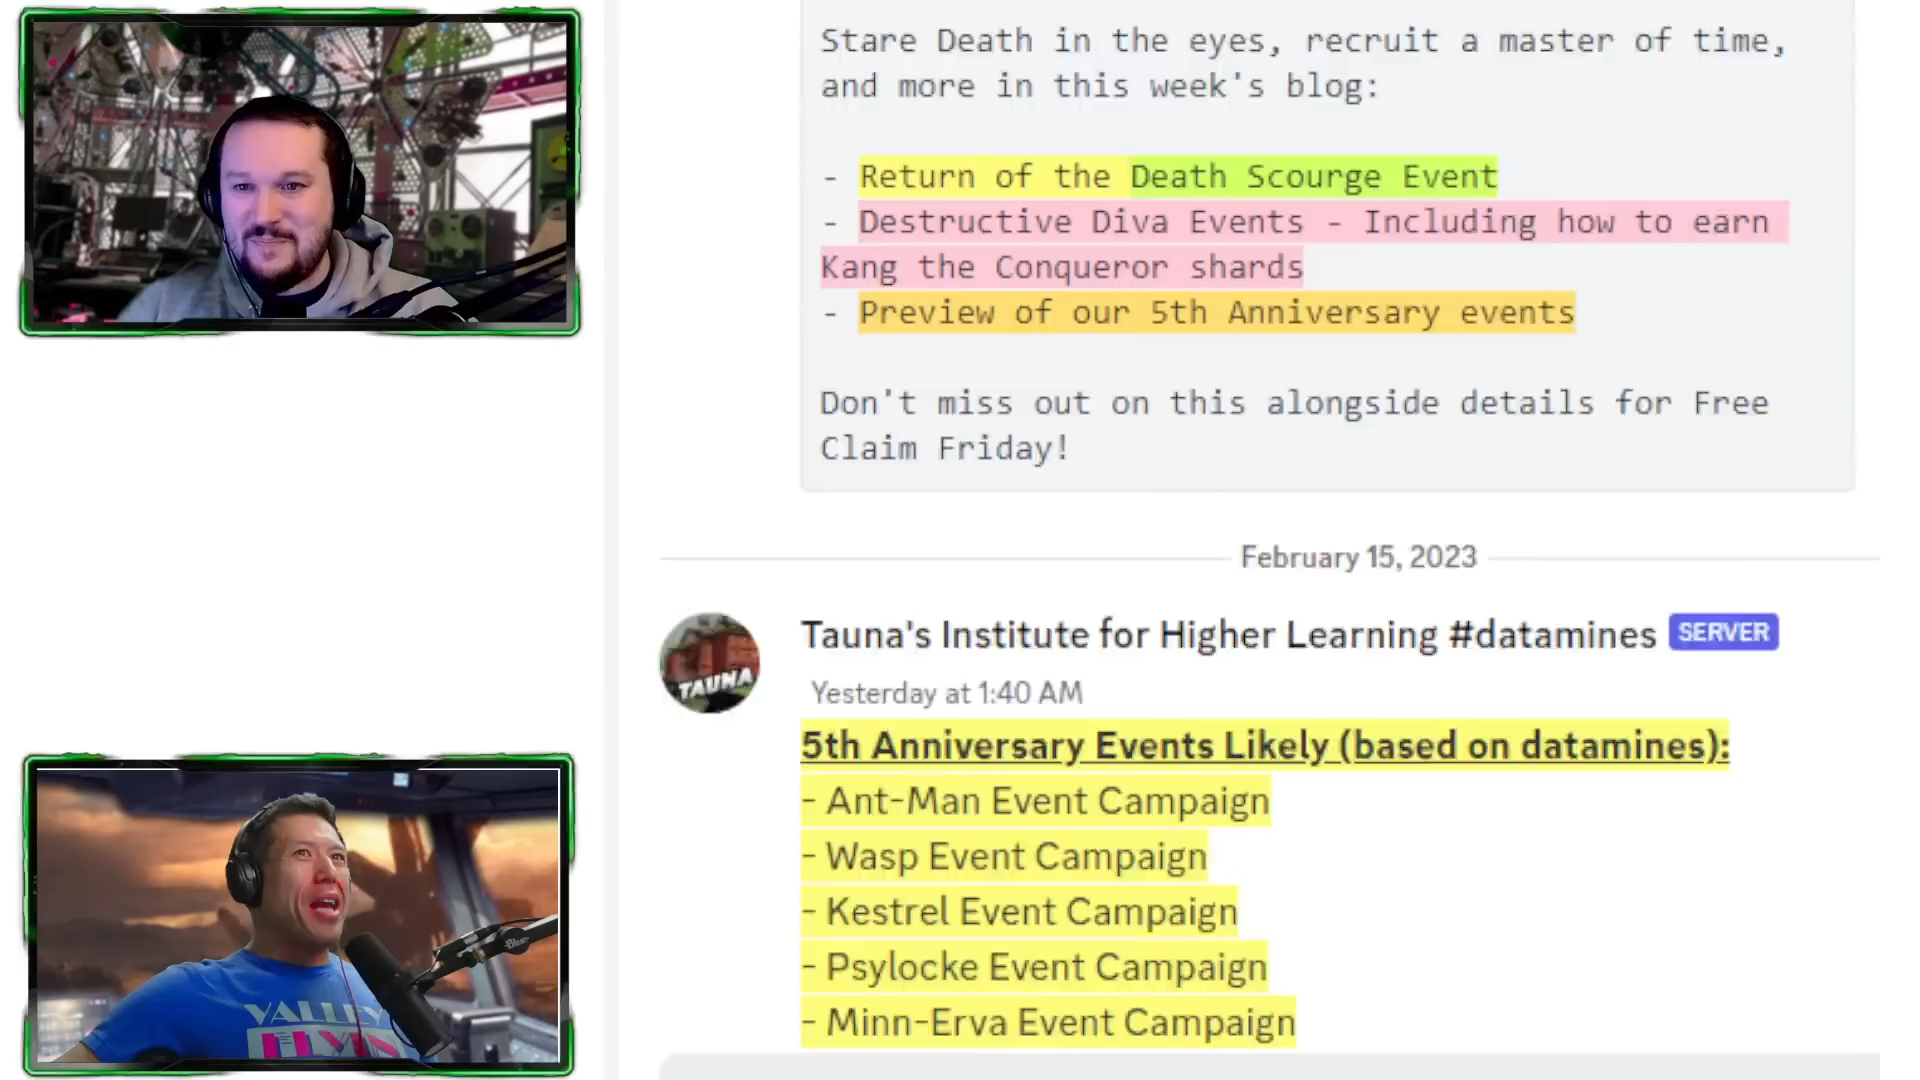 Stare Death in the eyes, recruit a master of time,
and more in this week's blog:
- Return of the Death Scourge Event
- Destructive Diva Events - Including how to earn
Kang the Conqueror shards
- Preview of our 5th Anniversary events
Don't miss out on this alongside details for Free
Claim Friday!
February 15, 2023
TAUNA
Tauna's Institute for Higher Learning #datamines SERVER
Yesterday at 1:40 AM
5th Anniversary Events Likely (based on datamines):
- Ant-Man Event Campaign
- Wasp Event Campaign
- Kestrel Event Campaign
- Psylocke Event Campaign
- Minn-Erva Event Campaign
Blue
VALLEY